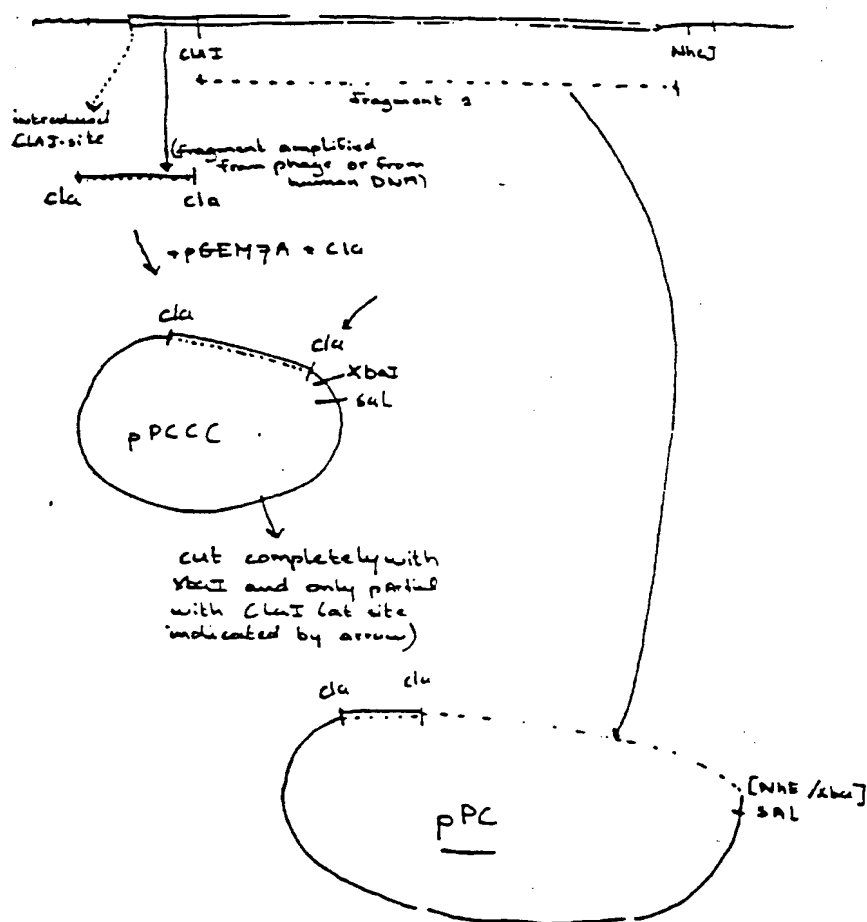 ClaI
NheI
fragment 1
introduced
ClaI-site
(fragment amplified
from phage or from
human DNA)
cla
cla
+pGEM7A * Cla
cla
cla
XbaI
SaL
pPCCC
cut completely with
XbaI and only partial
with ClaI (at site
indicated by arrow)
cla
cla
[NhE /xba]
SAL
pPC